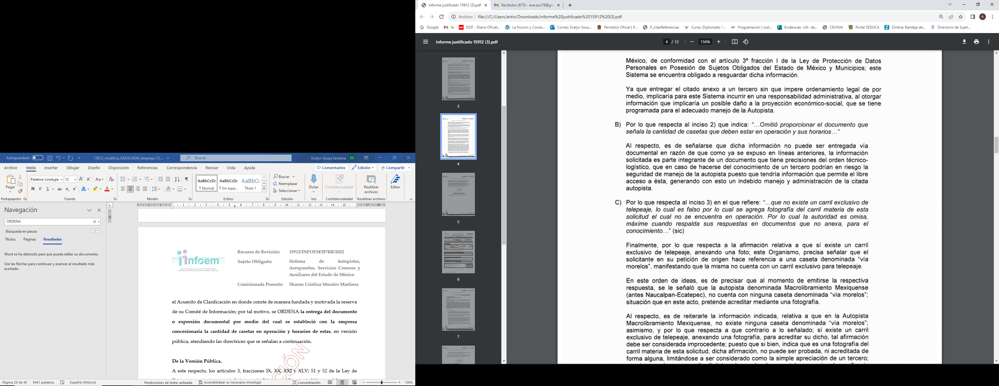 Autoguardado
15912_modifica_SAASCAEM_telepeaje (1)....
Buscar
Evelyn Souza Santana
ES
Archivo
Inicio
Insertar
Dibujar
Diseño
Disposición
Referencias
Correspondencia
Revisar
Vista
Ayuda
Comentarios
Edición
Compartir
Pegar
Palatino Linotype
12
Aa
N K S ab x₂ x²
AaBbCcDc AaBbCcDc AaBbCc
¶ Normal ¶ Sin espa... Título 1
Buscar
Reemplazar
Seleccionar
Dictar
Confidencialidad
Reutilizar
archivos
Editor
Portapapeles
Fuente
Párrafo
Estilos
Edición
Voz
Confidencialidad
Reutilizar archivos
Navegación
ORDENA
Búsqueda en pausa
Títulos
Páginas
Resultados
Word se ha detenido para que pueda editar su documento.
Use las flechas para continuar y avanzar al resultado más
acertado.
infoem
Recurso de Revisión: 15912/INFOEM/IP/RR/2022
Sujeto Obligado: Sistema de Autopistas,
Aeropuertos, Servicios Conexos y
Auxiliares del Estado de México
Comisionada Ponente: Sharon Cristina Morales Martínez
el Acuerdo de Clasificación en donde conste de manera fundada y motivada la reserva
de su Comité de Información; por tal motivo, se ORDENA la entrega del documento
o expresión documental por medio del cual se estableció con la empresa
concesionaria la cantidad de casetas en operación y horarios de estas, en versión
pública, atendiendo las directrices que se señalan a continuación.
De la Versión Pública.
A este respecto, los artículos 3, fracciones IX, XX, XXI y XLV; 51 y 52 de la Ley de
Página 29 de 40
9441 palabras
Español (México)
Predicciones de texto: activado
Accesibilidad: es necesario investigar
Concentración
100%
informe justificado 15912 (3).pdf
Recibidos (675) - eve.sou79@gm
Archivo
file:///C:/Users/arkin/Downloads/informe%20justificado%2015912%20(3).pdf
e
Google
fa
DOF - Diario Oficial...
La Nocion y Conce...
Correo: Evelyn Souz...
Periódico Oficial | P...
P_citasReferencias
Curso: Diplomado "...
Programación | Just...
Evidencias -UA- de...
CEVINAI
Portal SEDUCA
Zimbra: Bandeja de...
Directorio de Sujet...
informe justificado 15912 (3).pdf
4 / 12
156%
3
4
5
6
7
México, de conformidad con el artículo 3º fracción I de la Ley de Protección de Datos
Personales en Posesión de Sujetos Obligados del Estado de México y Municipios; este
Sistema se encuentra obligado a resguardar dicha información.
Ya que entregar el citado anexo a un tercero sin que impere ordenamiento legal de por
medio, implicaría para este Sistema incurrir en una responsabilidad administrativa, al otorgar
información que implicaría un posible daño a la proyección económico-social, que se tiene
programada para el adecuado manejo de la Autopista.
B) Por lo que respecta al inciso 2) que indica: "...Omitió proporcionar el documento que
señala la cantidad de casetas que deben estar en operación y sus horarios..."
Al respecto, es de señalarse que dicha información no puede ser entregada vía
documental en razón de que como ya se expuso en líneas anteriores, la información
solicitada es parte integrante de un documento que tiene precisiones del orden técnico-
logístico, que en caso de hacerse del conocimiento de un tercero podrían en riesgo la
seguridad de manejo de la autopista puesto que tendría información que permite el libre
acceso a ésta, generando con esto un indebido manejo y administración de la citada
autopista.
C) Por lo que respecta al inciso 3) en el que refiere: "...que no existe un carril exclusivo de
telepeaje, lo cual es falso por lo cual se agrega fotografía del carril materia de esta
solicitud el cual no se encuentra en operación. Por lo cual la autoridad es omisa,
máxime cuando respalda sus respuestas en documentos que no anexa, para el
conocimiento..." (sic)
Finalmente, por lo que respecta a la afirmación relativa a que sí existe un carril
exclusivo de telepeaje, anexando una foto; este Organismo, precisa señalar que el
solicitante en su petición de origen hace referencia a una caseta denominada "vía
morelos", manifestando que la misma no cuenta con un carril exclusivo para telepeaje.
En este orden de ideas, es de precisar que al momento de emitirse la respectiva
respuesta, se le señaló que la autopista denominada Macrolibramiento Mexiquense
(antes Naucalpan-Ecatepec), no cuenta con ninguna caseta denominada "vía morelos";
situación que en este acto, pretende acreditar mediante una fotografía.
Al respecto, es de reiterarle la información indicada, relativa a que en la Autopista
Macrolibramiento Mexiquense, no existe ninguna caseta denominada "vía morelos";
asimismo, y por lo que respecta a que contrario a lo señalado; sí existe un carril
exclusivo de telepeaje, anexando una fotografía, para acreditar su dicho, tal afirmación
debe ser considerada improcedente; puesto que si bien, indica que es una fotografía del
carril materia de esta solicitud, dicha afirmación, no puede ser probada, ni acreditada de
forma alguna, limitándose a ser considerado como la simple apreciación de un tercero;